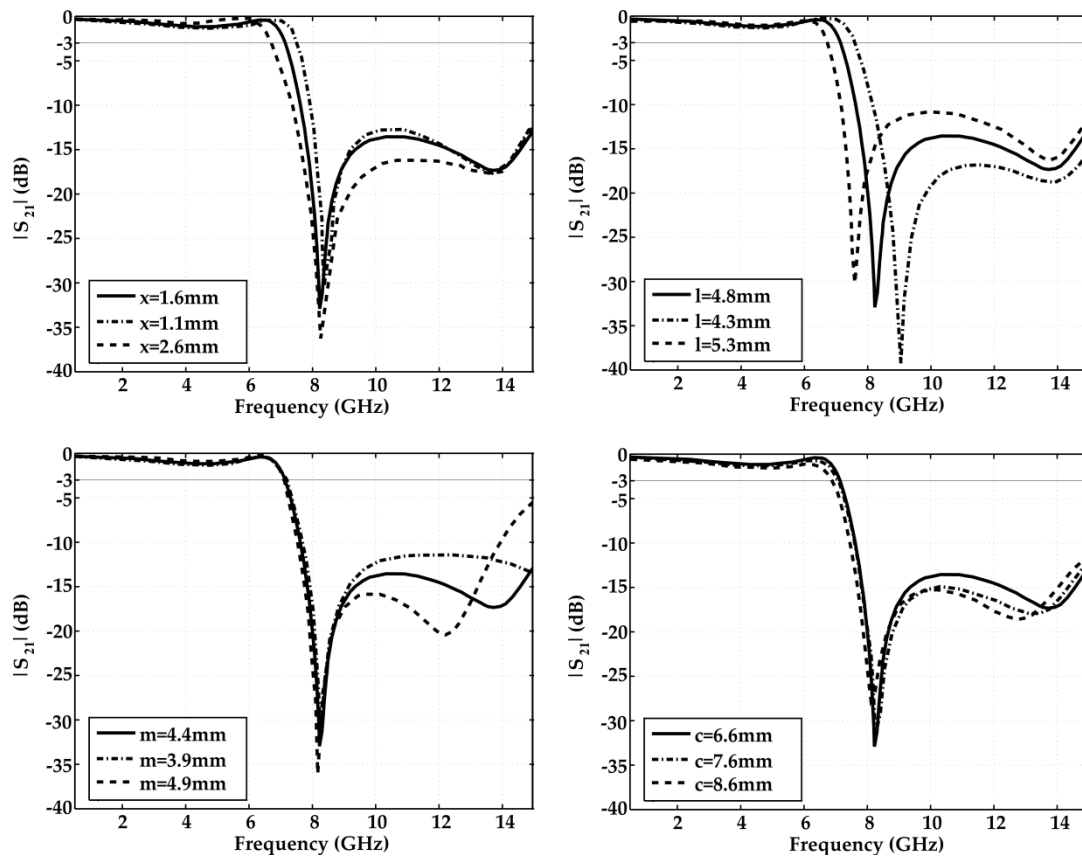 0
-3
-5
-10
-15
-20
-25
-30
-35
-40
|S21| (dB)
x=1.6mm
x=1.1mm
x=2.6mm
2 4 6 8 10 12 14
Frequency (GHz)
0
-3
-5
-10
-15
-20
-25
-30
-35
-40
|S21| (dB)
l=4.8mm
l=4.3mm
l=5.3mm
2 4 6 8 10 12 14
Frequency (GHz)
0
-3
-5
-10
-15
-20
-25
-30
-35
-40
|S21| (dB)
m=4.4mm
m=3.9mm
m=4.9mm
2 4 6 8 10 12 14
Frequency (GHz)
0
-3
-5
-10
-15
-20
-25
-30
-35
-40
|S21| (dB)
c=6.6mm
c=7.6mm
c=8.6mm
2 4 6 8 10 12 14
Frequency (GHz)